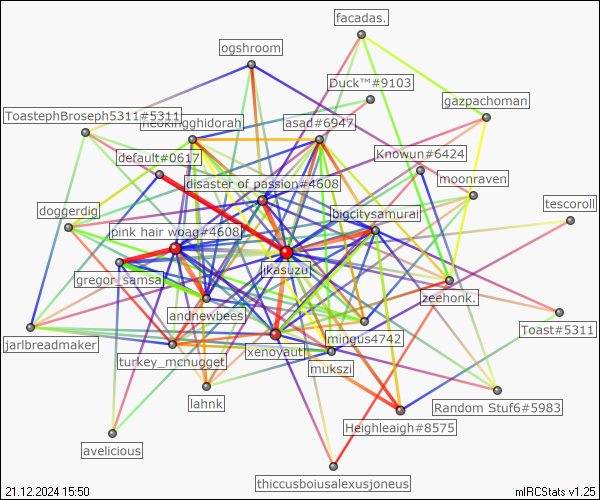 facadas.
ogshroom
Duck™#9103
gazpachoman
ToastephBroseph5311#5311
neokingghidorah
asad#6947
default#0617
Knowun#6424
disaster of passion#4608
moonraven
doggerdig
bigcitysamurai
tescoroll
pink hair woag#4608
gregor_samsa
jikasuzu
zeehonk.
andnewbees
Toast#5311
jarlbreadmaker
mingus4742
turkey_mcnugget
xenoyaut
mukszi
lahnk
Random Stuf6#5983
Heighleaigh#8575
avelicious
thiccusboiusalexusjoneus
21.12.2024 15:50
mIRCStats v1.25